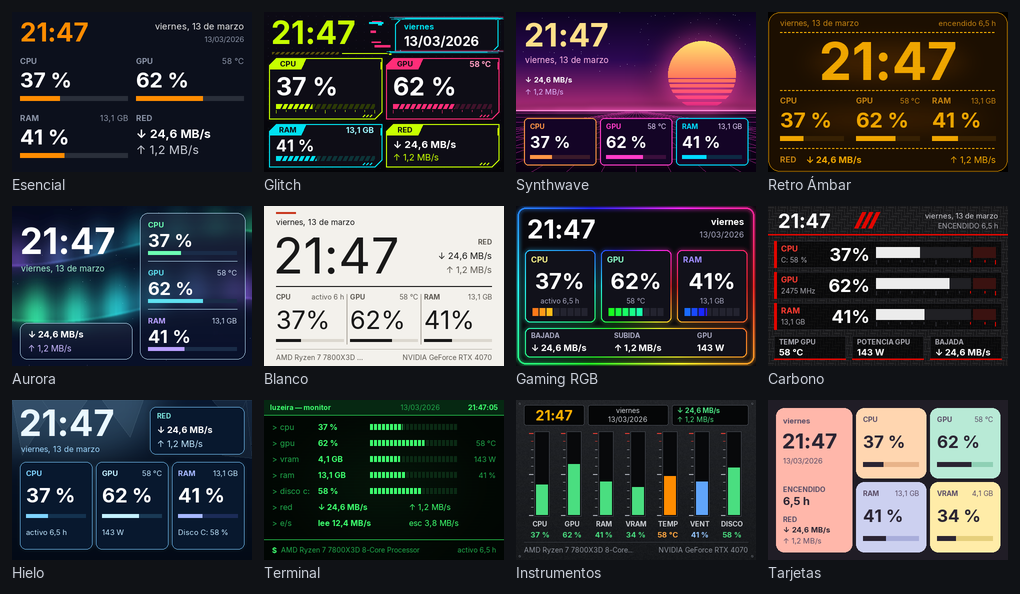 21:47
viernes, 13 de marzo
13/03/2026
CPU
GPU 58 °C
37 %
62 %
RAM 13,1 GB
RED
41 %
↓ 24,6 MB/s
↑ 1,2 MB/s
Esencial
21:47
viernes
13/03/2026
CPU
GPU 58 °C
37 %
62 %
RAM 13,1 GB
RED
41 %
↓ 24,6 MB/s
↑ 1,2 MB/s
Glitch
21:47
viernes, 13 de marzo
↓ 24,6 MB/s
↑ 1,2 MB/s
CPU
GPU 58 °C
RAM 13,1 GB
37 %
62 %
41 %
Synthwave
viernes, 13 de marzo
encendido 6,5 h
21:47
CPU
GPU 58 °C
RAM 13,1 GB
37 %
62 %
41 %
RED ↓ 24,6 MB/s ↑ 1,2 MB/s
Retro Ámbar
21:47
viernes, 13 de marzo
CPU
37 %
GPU 58 °C
62 %
RAM 13,1 GB
41 %
↓ 24,6 MB/s
↑ 1,2 MB/s
Aurora
viernes, 13 de marzo
21:47
RED
↓ 24,6 MB/s
↑ 1,2 MB/s
CPU activo 6 h
GPU 58 °C
RAM 13,1 GB
37%
62%
41%
AMD Ryzen 7 7800X3D ...
NVIDIA GeForce RTX 4070
Blanco
21:47
viernes
13/03/2026
CPU
GPU
RAM
37%
62%
41%
activo 6,5 h
58 °C
13,1 GB
BAJADA
SUBIDA
GPU
↓ 24,6 MB/s
↑ 1,2 MB/s
143 W
Gaming RGB
21:47
viernes, 13 de marzo
ENCENDIDO 6,5 h
CPU
C: 58 %
37%
GPU
2475 MHz
62%
RAM
13,1 GB
41%
TEMP GPU
POTENCIA GPU
BAJADA
58 °C
143 W
↓ 24,6 MB/s
Carbono
21:47
viernes, 13 de marzo
RED
↓ 24,6 MB/s
↑ 1,2 MB/s
CPU
GPU 58 °C
RAM 13,1 GB
37 %
62 %
41 %
activo 6,5 h
143 W
Disco C: 58 %
Hielo
luzeira — monitor 13/03/2026 21:47:05
> cpu 37 %
> gpu 62 % 58 °C
> vram 4,1 GB 143 W
> ram 13,1 GB 41 %
> disco c: 58 %
> red ↓ 24,6 MB/s ↑ 1,2 MB/s
> e/s lee 12,4 MB/s esc 3,8 MB/s
$ AMD Ryzen 7 7800X3D 8-Core Processor activo 6,5 h
Terminal
21:47
viernes
13/03/2026
↓ 24,6 MB/s
↑ 1,2 MB/s
CPU GPU RAM VRAM TEMP VENT DISCO
37 % 62 % 41 % 34 % 58 °C 41 % 58 %
AMD Ryzen 7 7800X3D 8-Core...
NVIDIA GeForce RTX 4070
Instrumentos
viernes
21:47
13/03/2026
ENCENDIDO
6,5 h
RED
↓ 24,6 MB/s
↑ 1,2 MB/s
CPU
37 %
GPU 58 °C
62 %
RAM 13,1 GB
41 %
VRAM 4,1 GB
34 %
Tarjetas